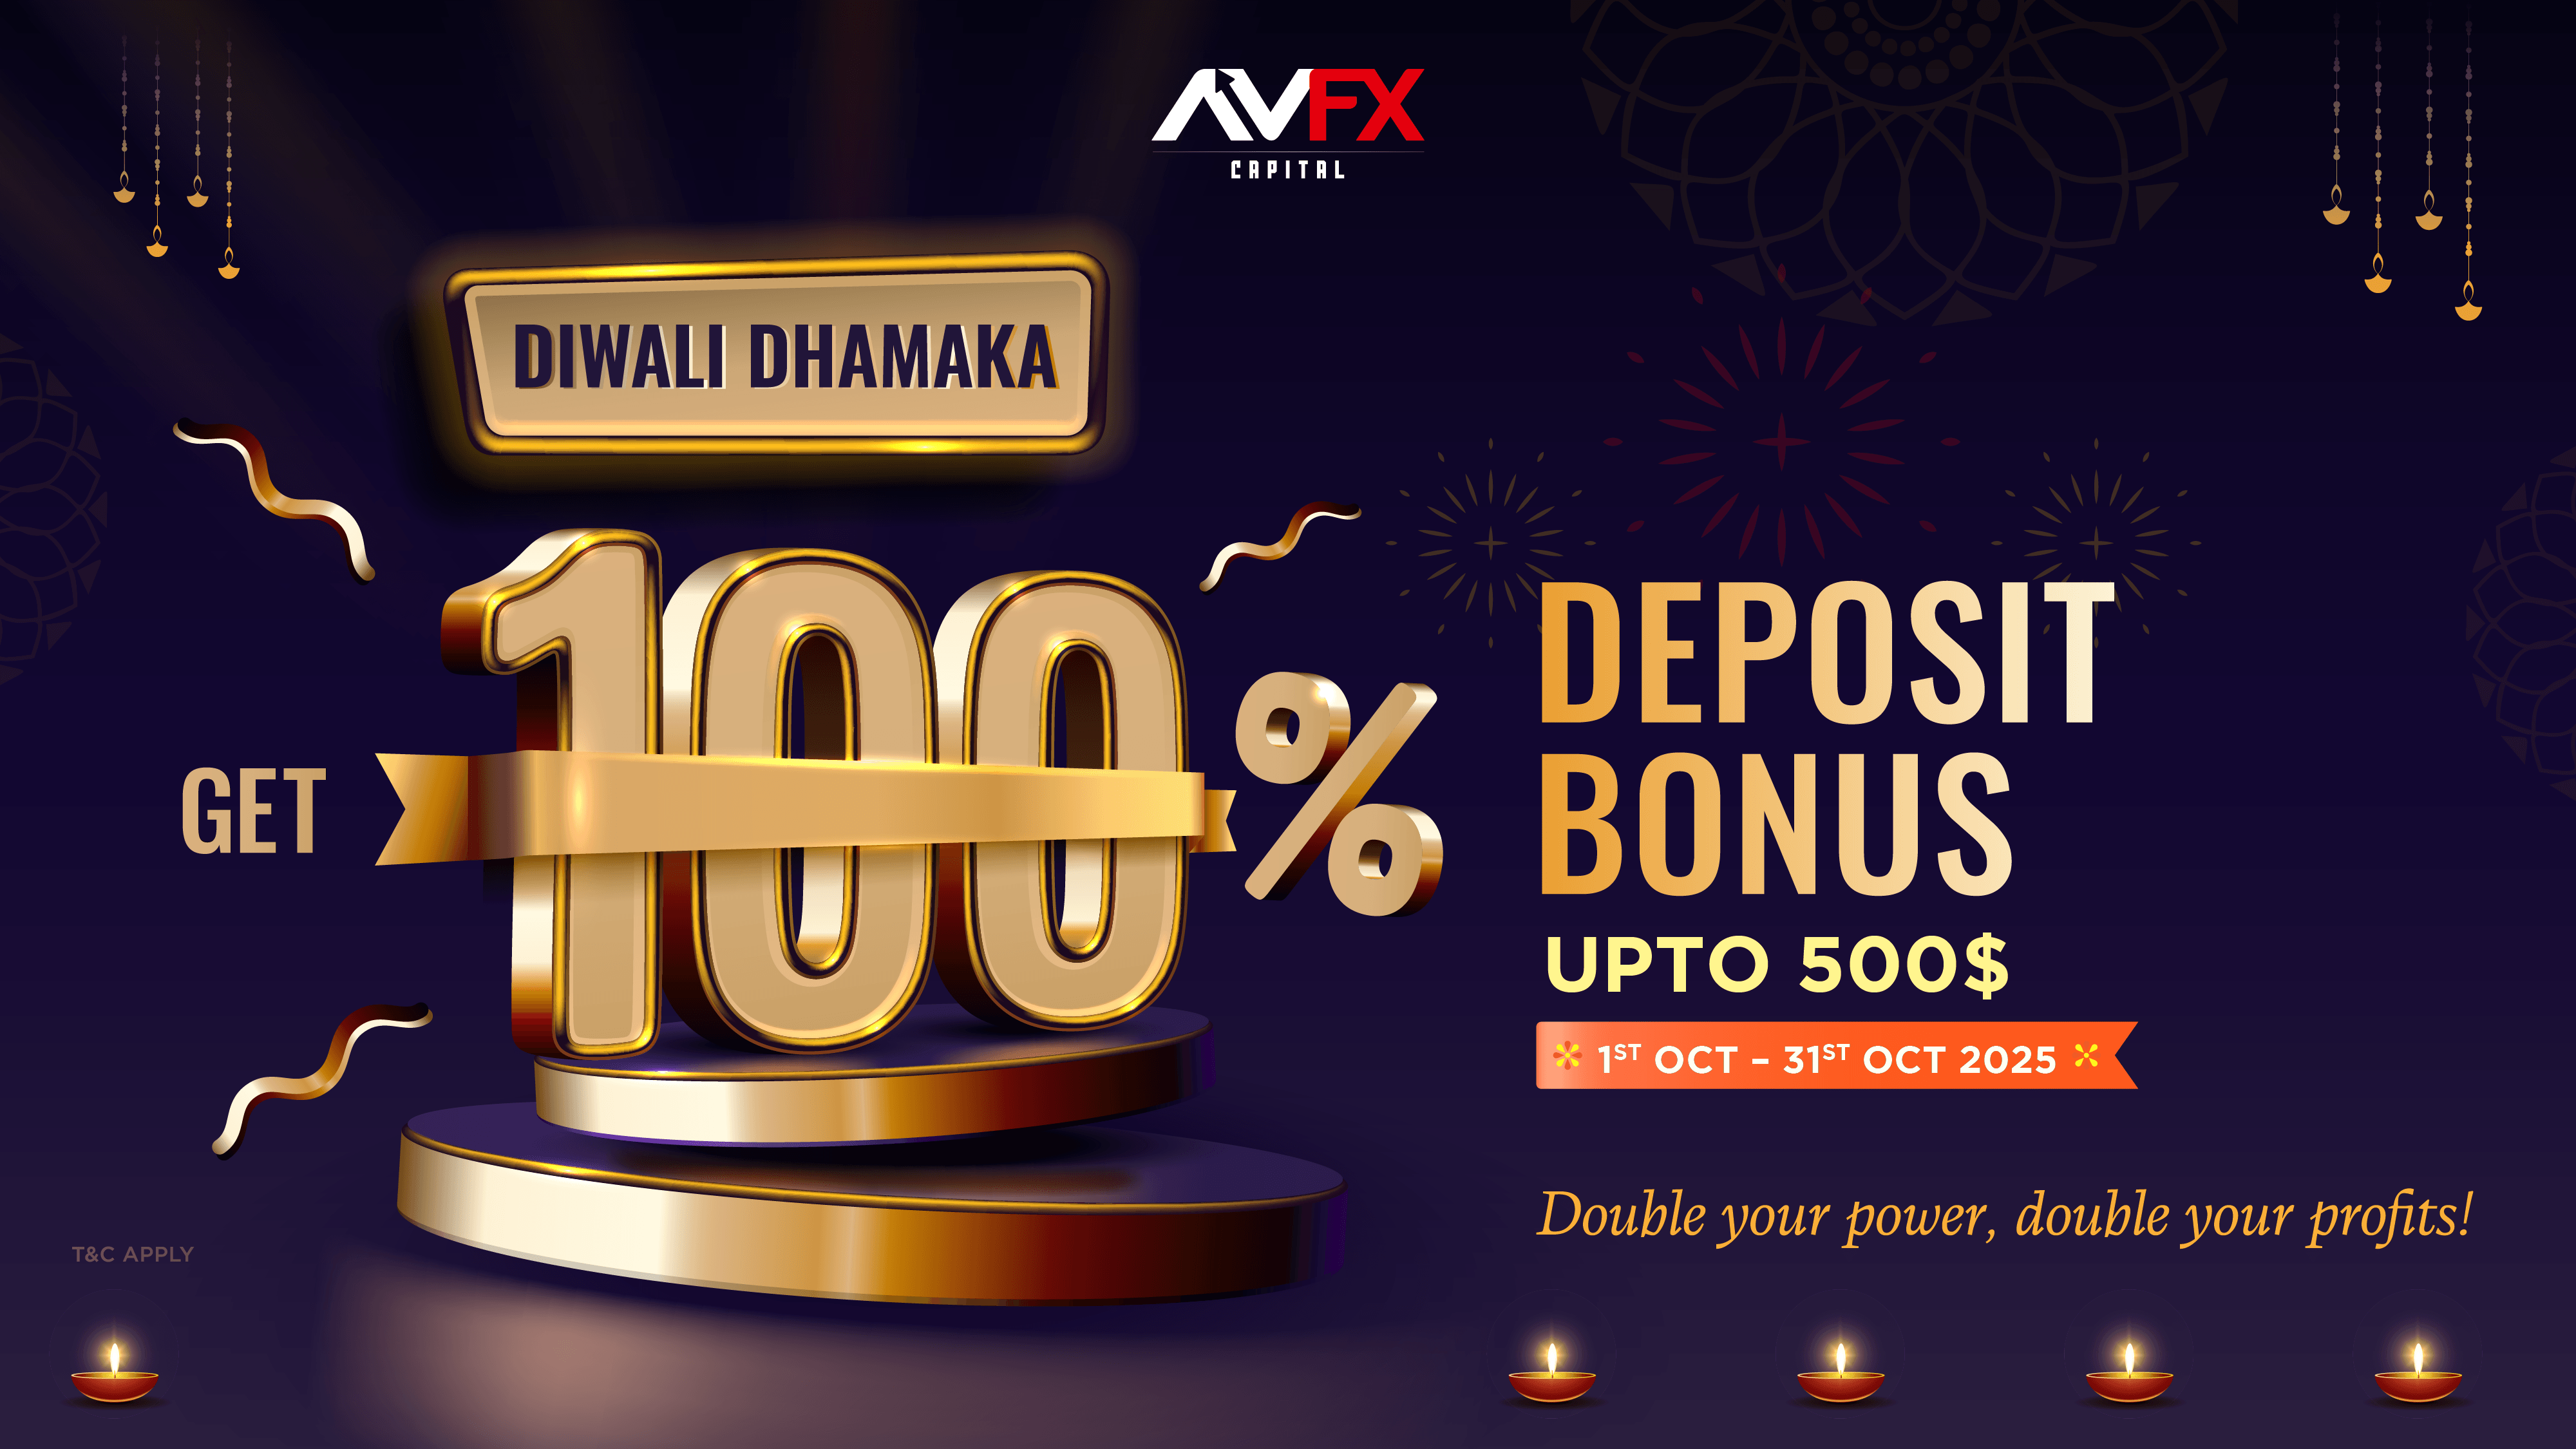 AVFX
CAPITAL
DIWALI DHAMAKA
GET
100%
DEPOSIT
BONUS
UPTO 500$
1ST OCT – 31ST OCT 2025
Double your power, double your profits!
T&C APPLY